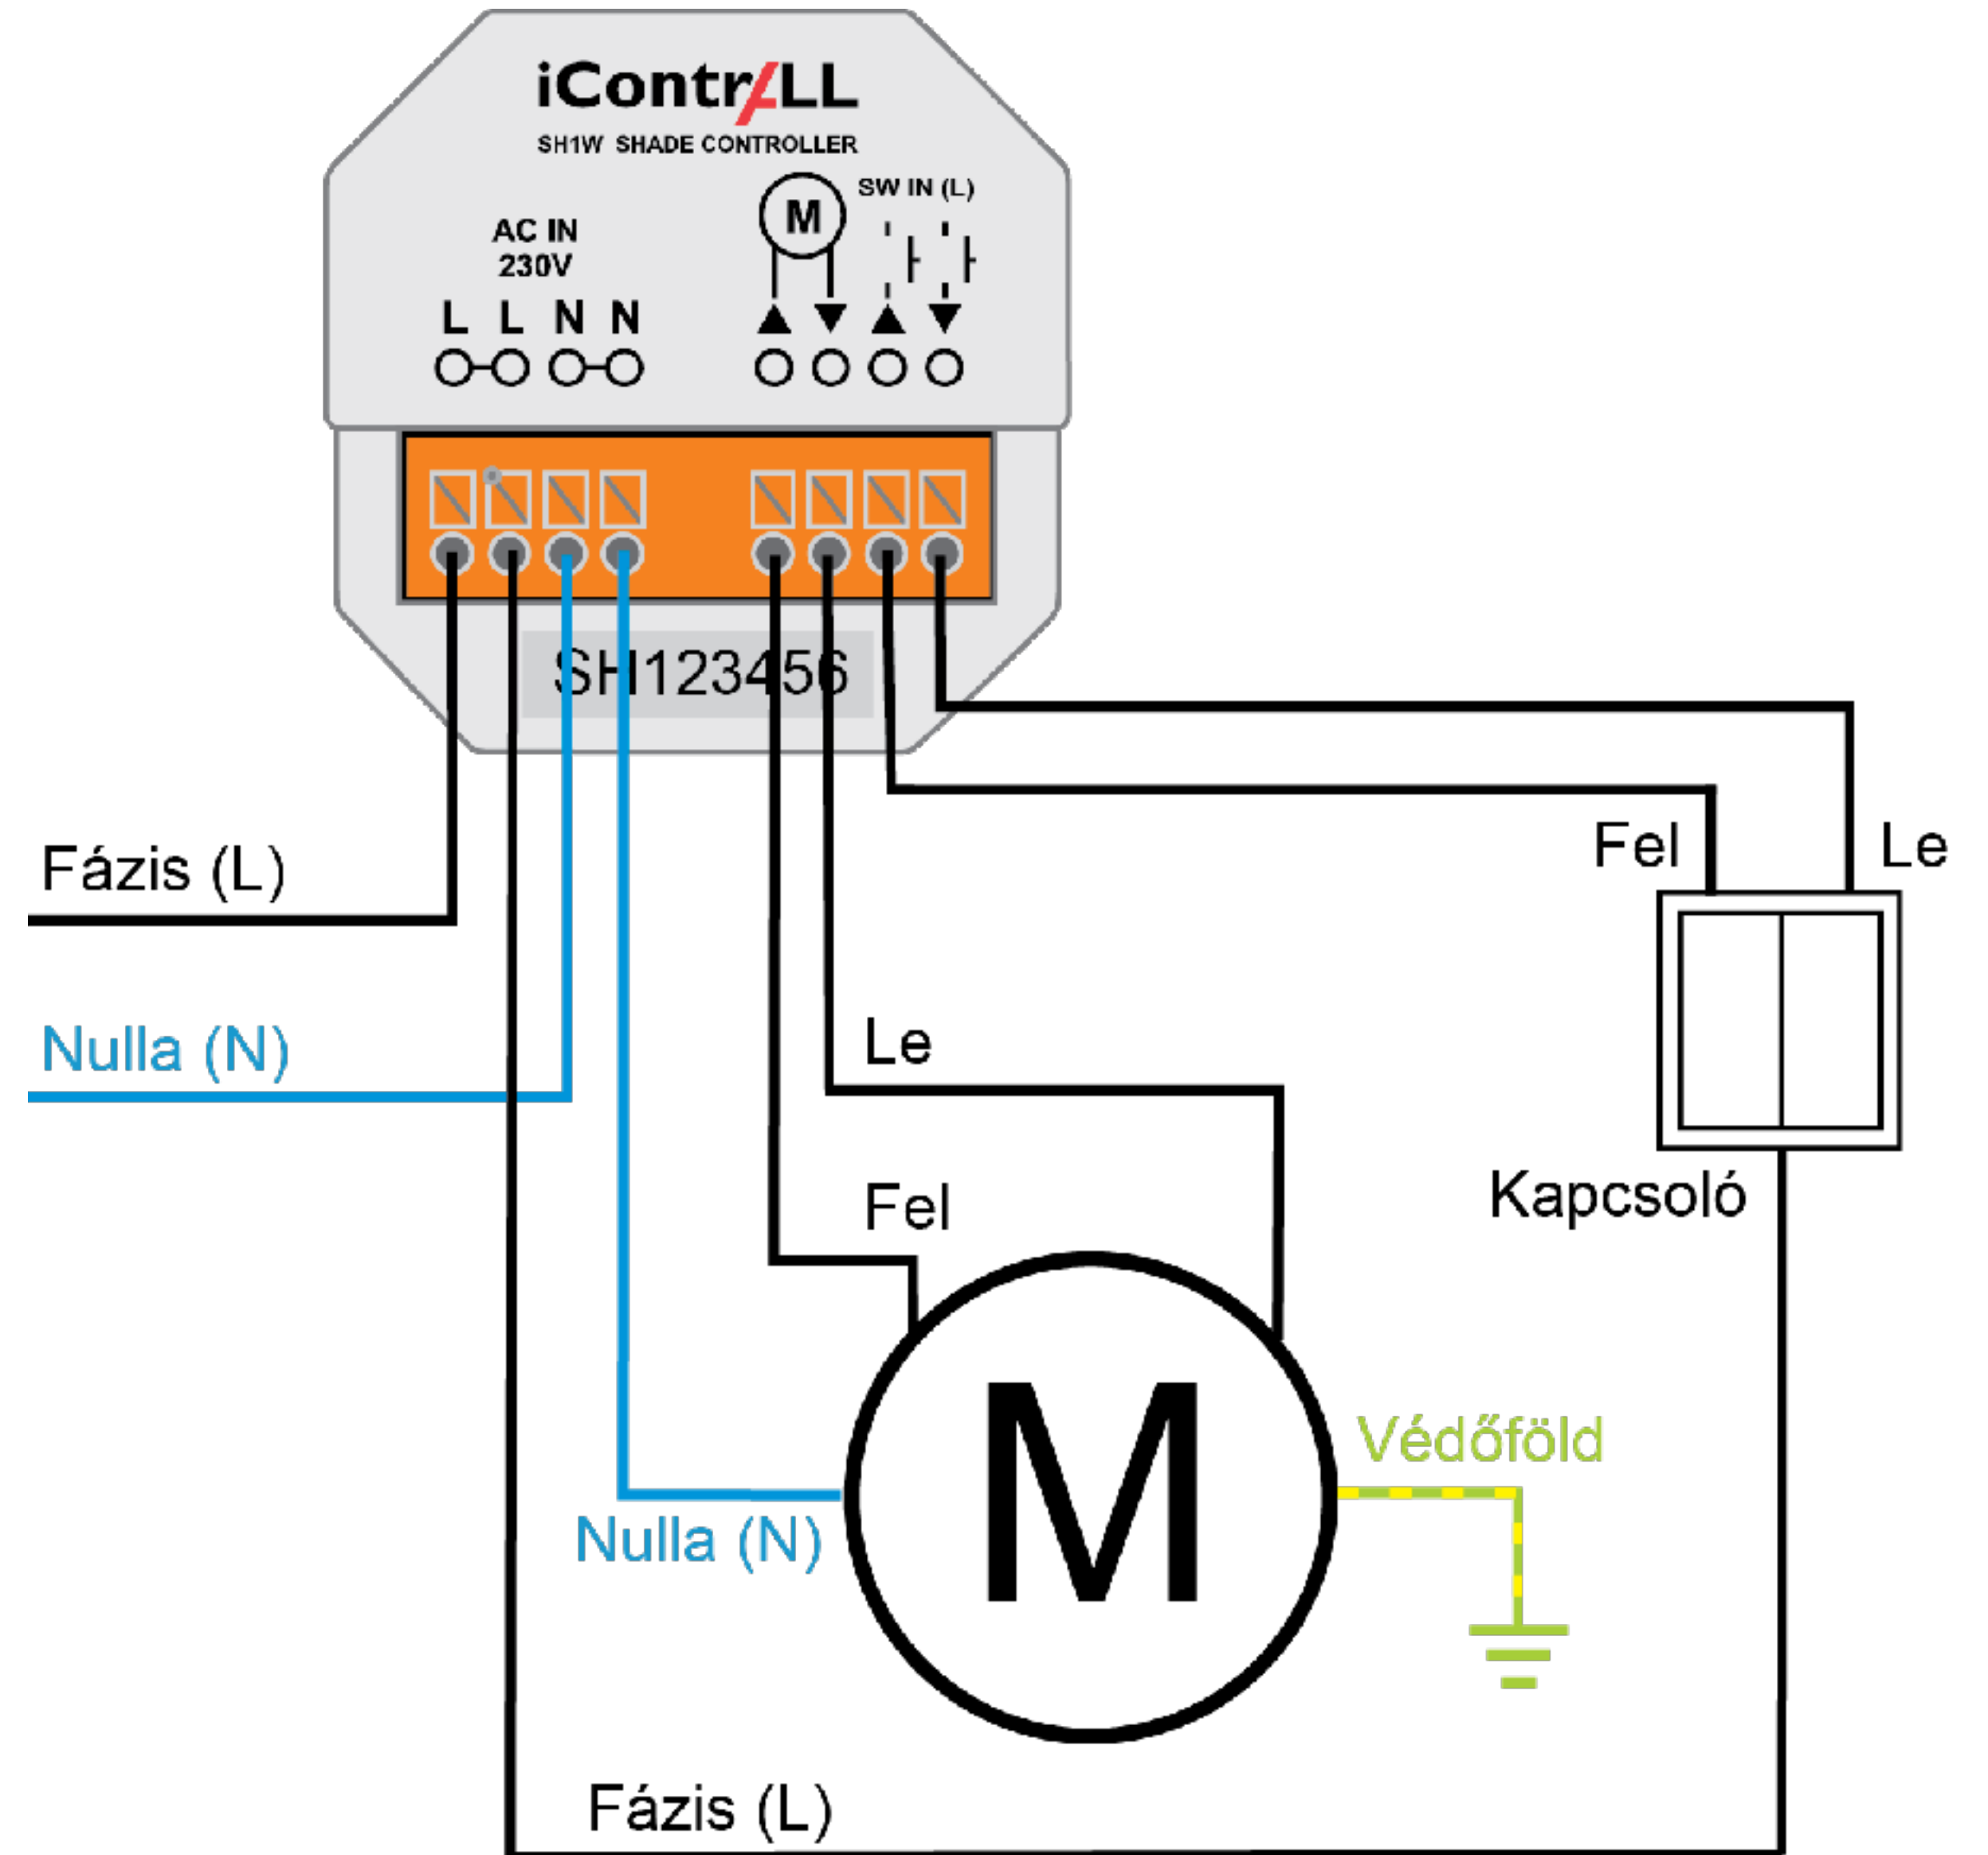 iContrALL
SH1W SHADE CONTROLLER
M
SW IN (L)
AC IN
230V
L L N N
SH123456
Fázis (L)
Fel
Le
Nulla (N)
Le
Fel
Kapcsoló
M
Védőföld
Nulla (N)
Fázis (L)